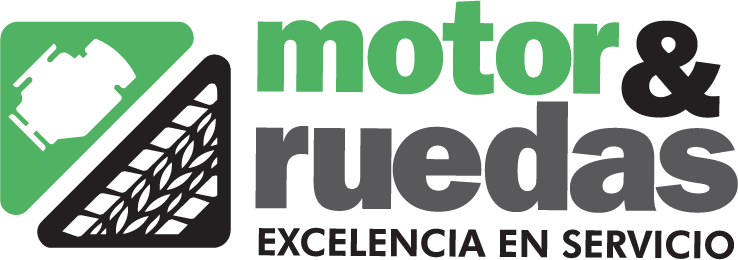 motor&
ruedas
EXCELENCIA EN SERVICIO